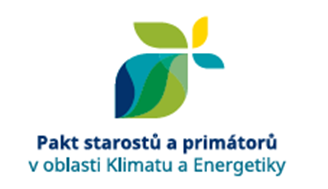 Pakt starostů a primátorů
v oblasti Klimatu a Energetiky